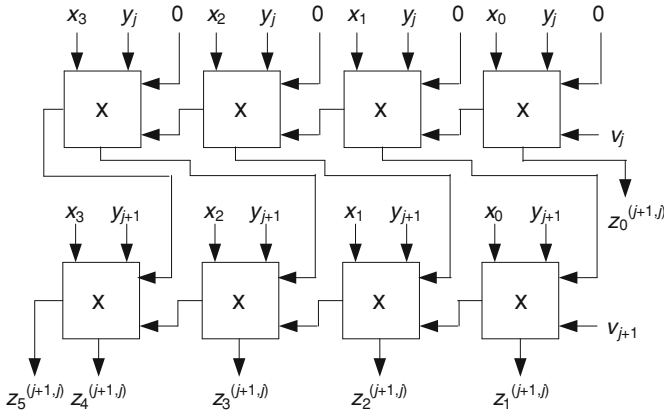 x₃ yⱼ 0 x₂ yⱼ 0 x₁ yⱼ 0 x₀ yⱼ 0
X X X X
vⱼ
z₀⁽ʲ⁺¹,ʲ⁾
x₃ yⱼ₊₁ x₂ yⱼ₊₁ x₁ yⱼ₊₁ x₀ yⱼ₊₁
X X X X
vⱼ₊₁
z₅⁽ʲ⁺¹,ʲ⁾ z₄⁽ʲ⁺¹,ʲ⁾ z₃⁽ʲ⁺¹,ʲ⁾ z₂⁽ʲ⁺¹,ʲ⁾ z₁⁽ʲ⁺¹,ʲ⁾